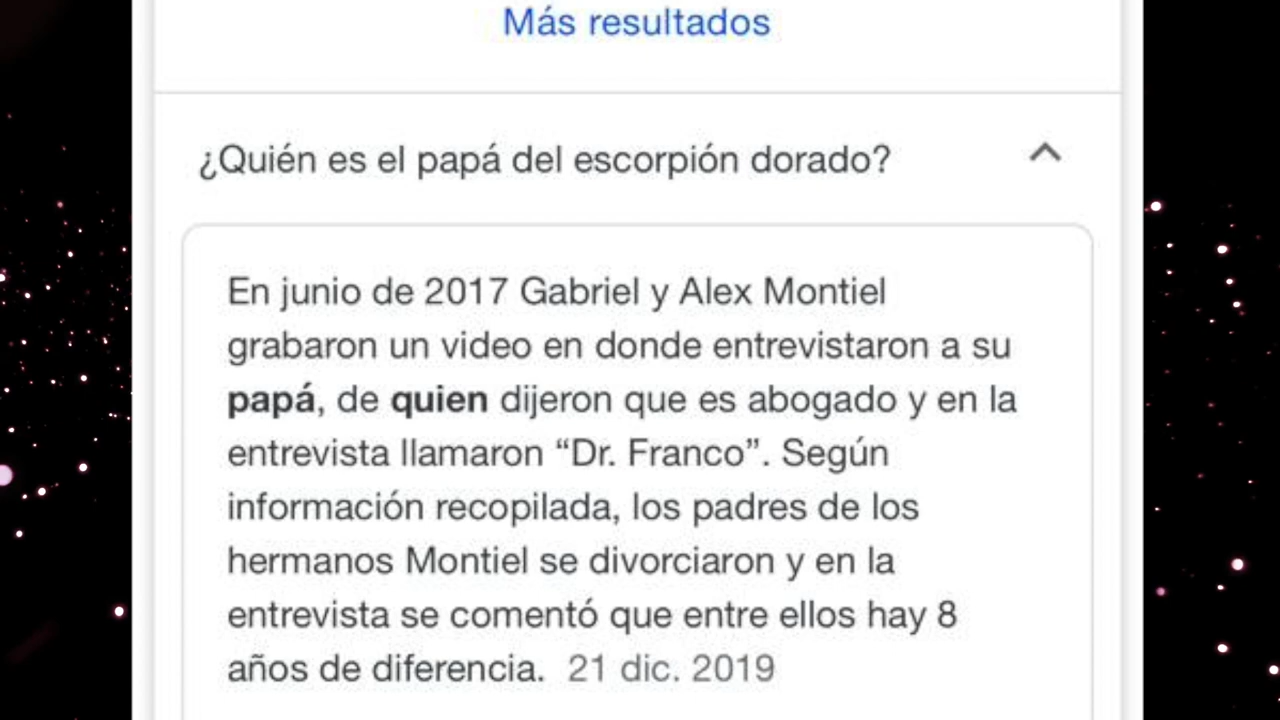 Más resultados
¿Quién es el papá del escorpión dorado?
En junio de 2017 Gabriel y Alex Montiel
grabaron un video en donde entrevistaron a su
papá, de quien dijeron que es abogado y en la
entrevista llamaron “Dr. Franco”. Según
información recopilada, los padres de los
hermanos Montiel se divorciaron y en la
entrevista se comentó que entre ellos hay 8
años de diferencia. 21 dic. 2019